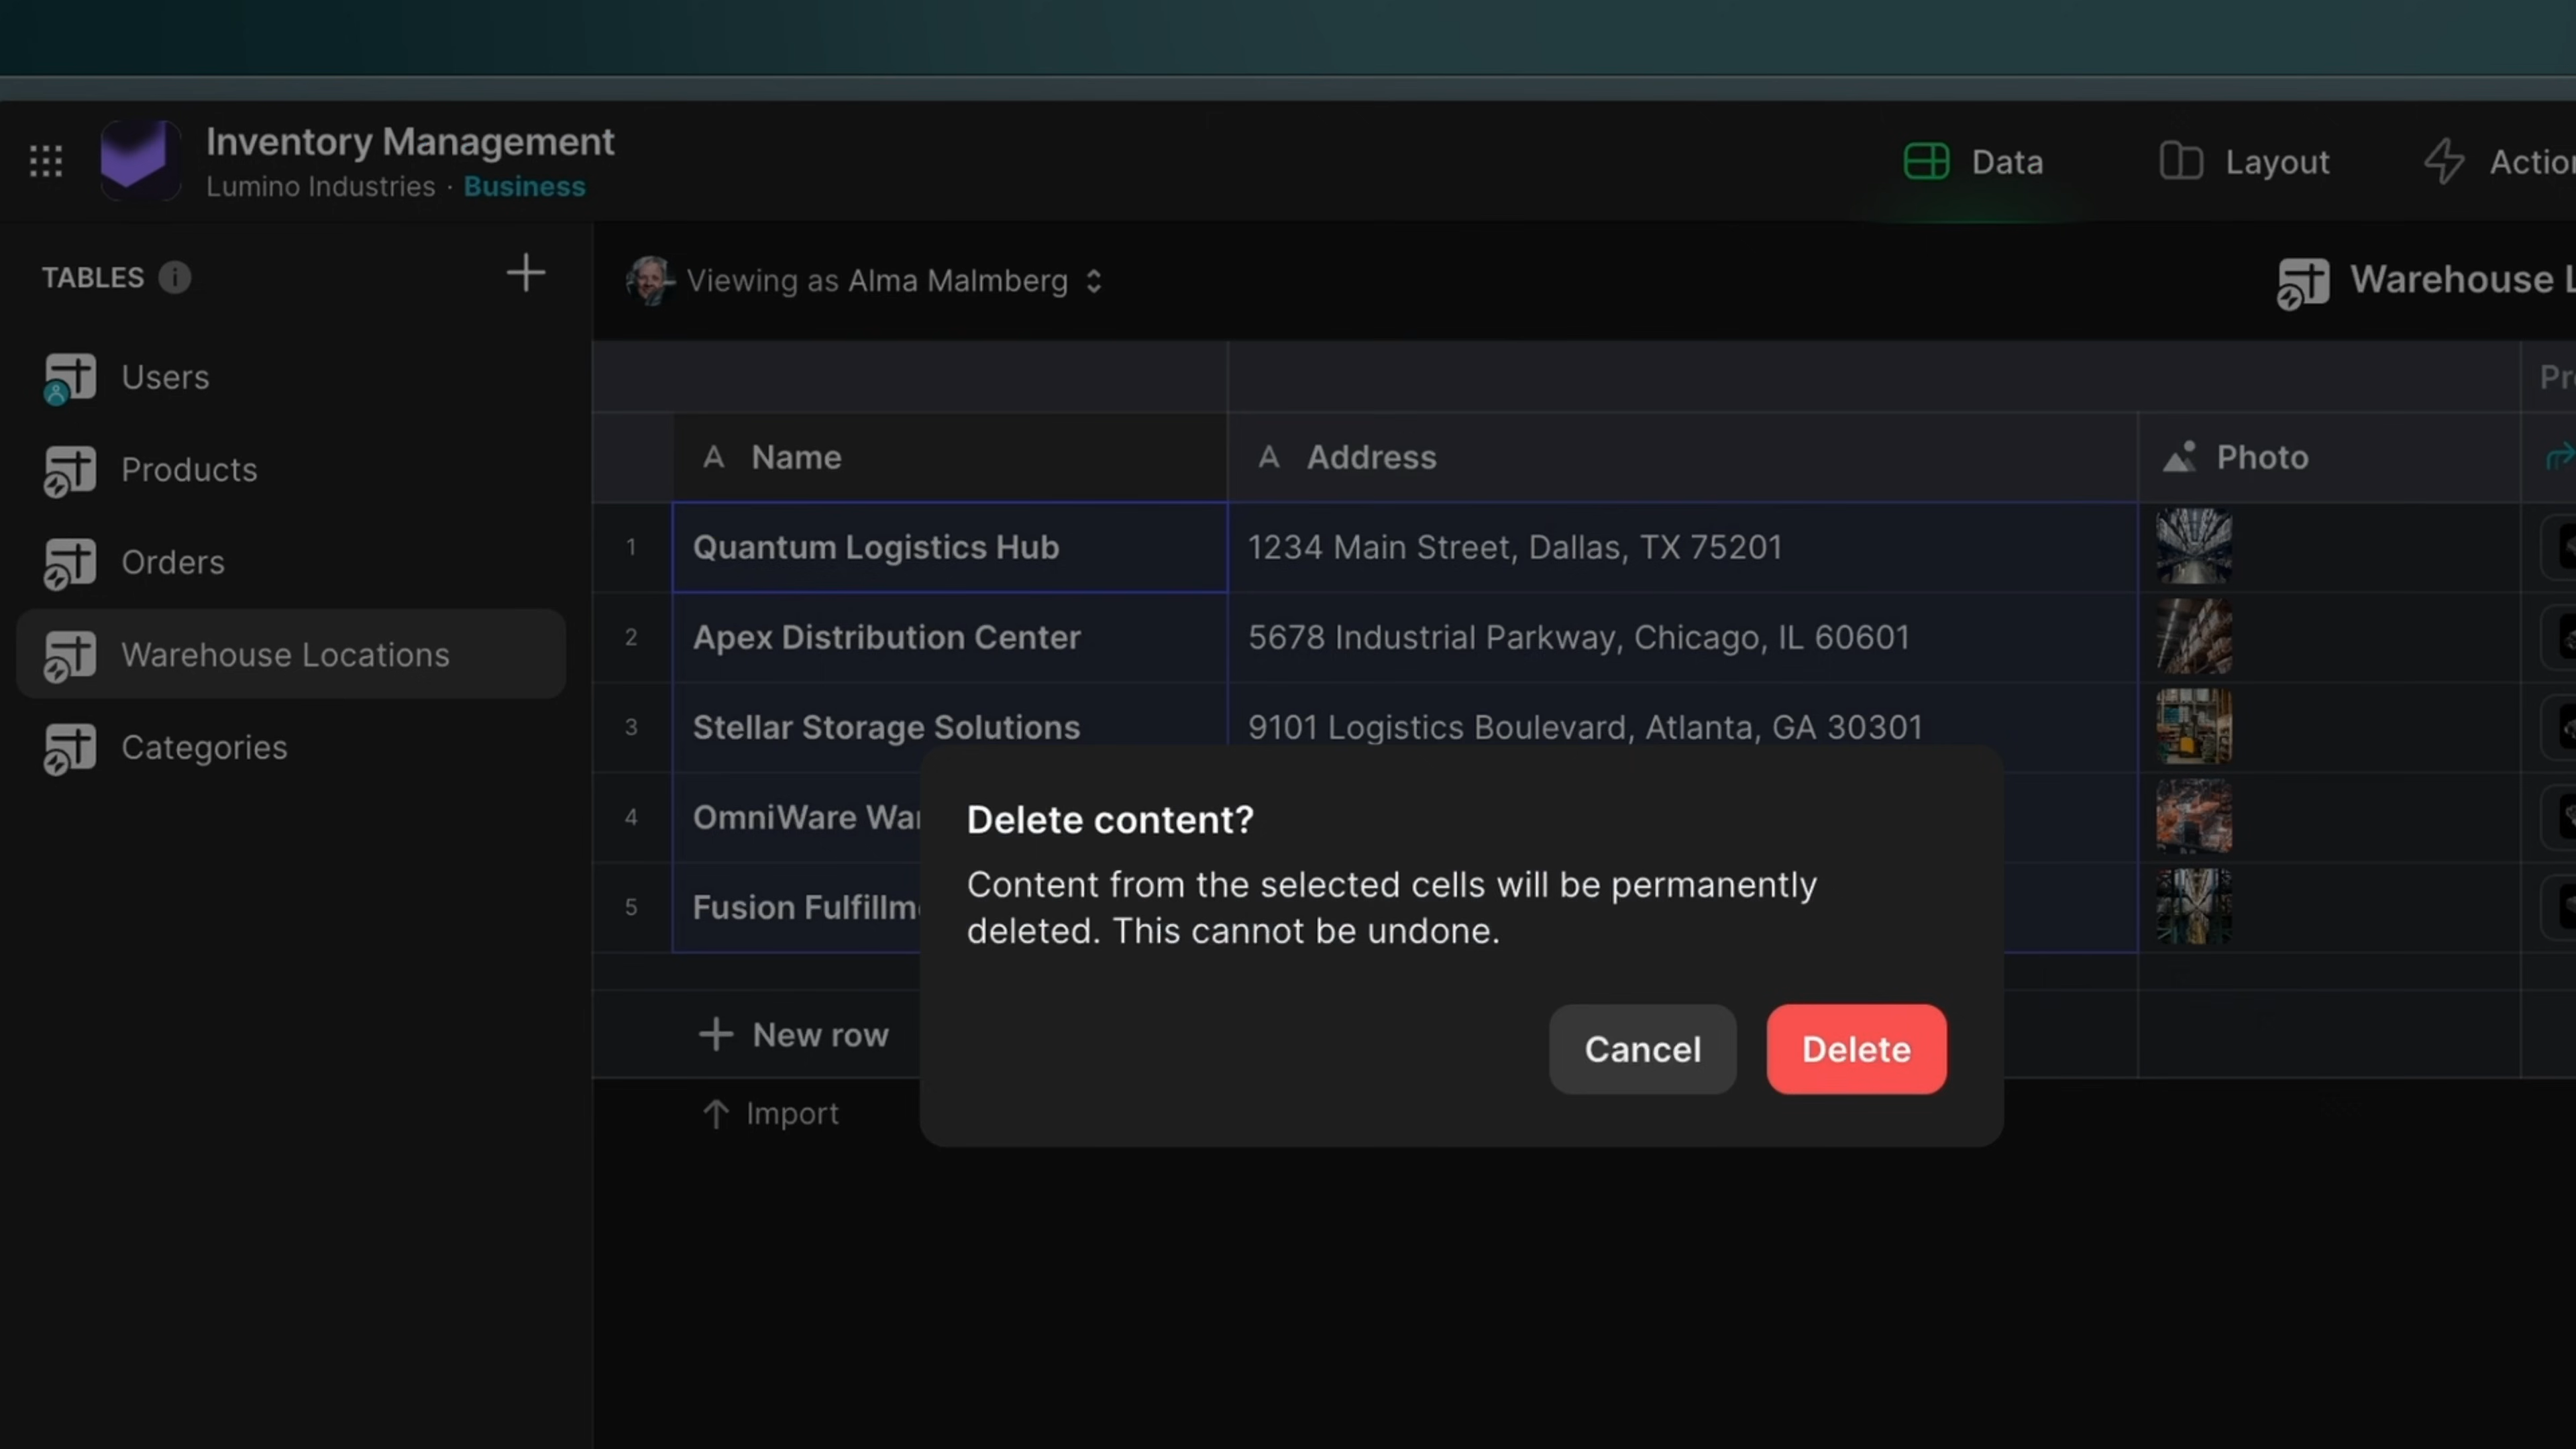 Inventory Management
Lumino Industries · Business
Data
Layout
TABLES
Viewing as Alma Malmberg
Warehouse
Users
Products
Orders
Warehouse Locations
Categories
Name
Address
Photo
1 Quantum Logistics Hub 1234 Main Street, Dallas, TX 75201
2 Apex Distribution Center 5678 Industrial Parkway, Chicago, IL 60601
3 Stellar Storage Solutions 9101 Logistics Boulevard, Atlanta, GA 30301
4 OmniWare
5 Fusion
New row
Import
Delete content?
Content from the selected cells will be permanently
deleted. This cannot be undone.
Cancel
Delete